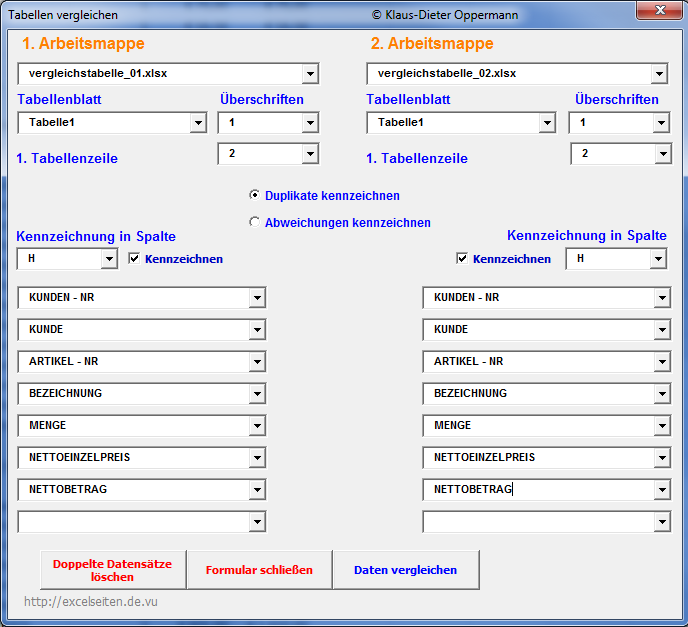 Tabellen vergleichen © Klaus-Dieter Oppermann
1. Arbeitsmappe 2. Arbeitsmappe
vergleichstabelle_01.xlsx vergleichstabelle_02.xlsx
Tabellenblatt Überschriften Tabellenblatt Überschriften
Tabelle1 1 Tabelle1 1
1. Tabellenzeile 2 1. Tabellenzeile 2
Duplikate kennzeichnen
Abweichungen kennzeichnen
Kennzeichnung in Spalte Kennzeichnung in Spalte
H Kennzeichnen Kennzeichnen H
KUNDEN - NR KUNDEN - NR
KUNDE KUNDE
ARTIKEL - NR ARTIKEL - NR
BEZEICHNUNG BEZEICHNUNG
MENGE MENGE
NETTOEINZELPREIS NETTOEINZELPREIS
NETTOBETRAG NETTOBETRAG
Doppelte Datensätze
löschen
Formular schließen Daten vergleichen
http://excelseiten.de.vu